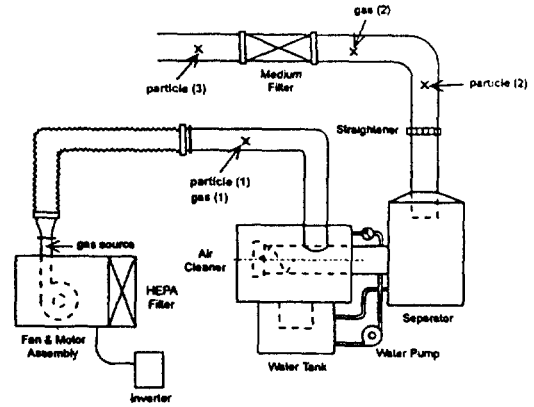 gas (2)
particle (3)
Medium
Filter
particle (2)
Straightener
particle (1)
gas (1)
gas source
Air
Cleaner
HEPA
Filter
Separator
Fan & Motor
Assembly
Water Pump
Water Tank
Inverter